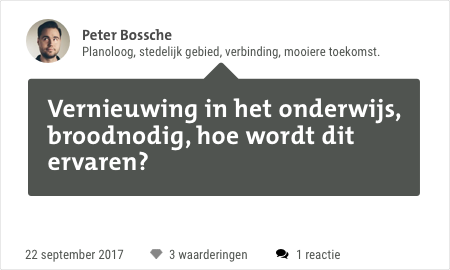 Peter Bossche
Planoloog, stedelijk gebied, verbinding, mooiere toekomst.
Vernieuwing in het onderwijs,
broodnodig, hoe wordt dit
ervaren?
22 september 2017 3 waarderingen 1 reactie